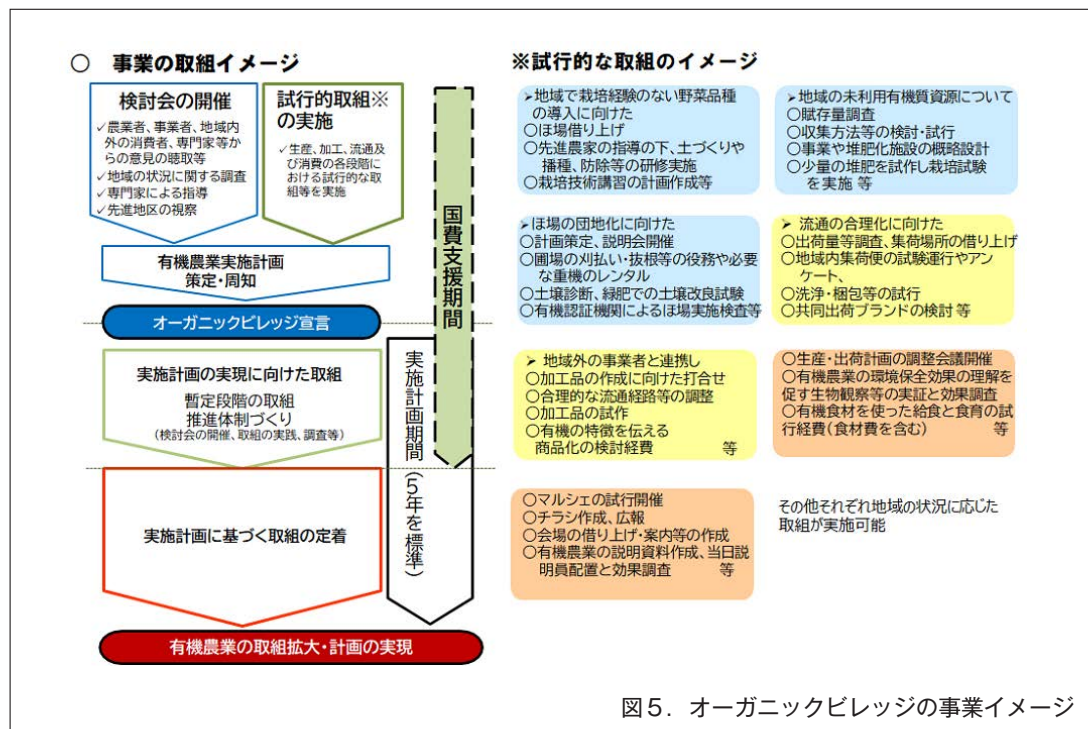 ○ 事業の取組イメージ
検討会の開催
✓農業者、事業者、地域内
外の消費者、専門家等か
らの意見の聴取等
✓地域の状況に関する調査
✓専門家による指導
✓先進地区の視察
試行的取組※
の実施
✓生産、加工、流通及
び消費の各段階に
おける試行的な取
組等を実施
有機農業実施計画
策定・周知
オーガニックビレッジ宣言
実施計画の実現に向けた取組
暫定段階の取組
推進体制づくり
(検討会の開催、取組の実践、調査等)
実施計画に基づく取組の定着
有機農業の取組拡大・計画の実現
国費支援期間
実施計画期間(5年を標準)
※試行的な取組のイメージ
➢地域で栽培経験のない野菜品種
の導入に向けた
○ほ場借り上げ
○先進農家の指導の下、土づくりや
播種、防除等の研修実施
○栽培技術講習の計画作成等
➢地域の未利用有機質資源について
○賦存量調査
○収集方法等の検討・試行
○事業や堆肥化施設の概略設計
○少量の堆肥を試作し栽培試験
を実施 等
➢ほ場の団地化に向けた
○計画策定、説明会開催
○圃場の刈払い・抜根等の役務や必要
な重機のレンタル
○土壌診断、緑肥での土壌改良試験
○有機認証機関によるほ場実施検査等
➢ 流通の合理化に向けた
○出荷量等調査、集荷場所の借り上げ
○地域内集荷便の試験運行やアン
ケート、
○洗浄・梱包等の試行
○共同出荷ブランドの検討 等
➢ 地域外の事業者と連携し
○加工品の作成に向けた打合せ
○合理的な流通経路等の調整
○加工品の試作
○有機の特徴を伝える
商品化の検討経費 等
○生産・出荷計画の調整会議開催
○有機農業の環境保全効果の理解を
促す生物観察等の実証と効果調査
○有機食材を使った給食と食育の試
行経費(食材費を含む) 等
○マルシェの試行開催
○チラシ作成、広報
○会場の借り上げ・案内等の作成
○有機農業の説明資料作成、当日説
明員配置と効果調査 等
その他それぞれ地域の状況に応じた
取組が実施可能
図5．オーガニックビレッジの事業イメージ